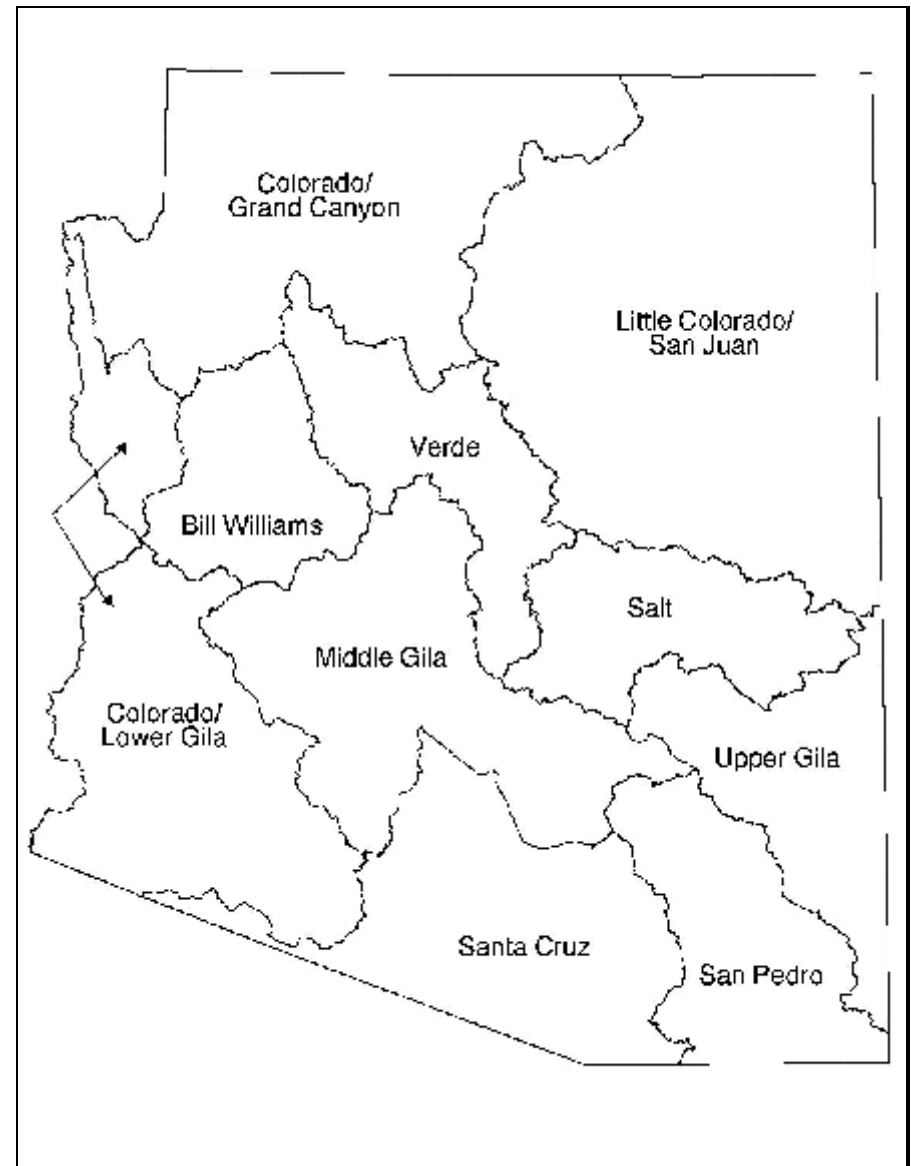 Colorado/
Grand Canyon
Little Colorado/
San Juan
Verde
Bill Williams
Salt
Middle Gila
Colorado/
Lower Gila
Upper Gila
Santa Cruz
San Pedro